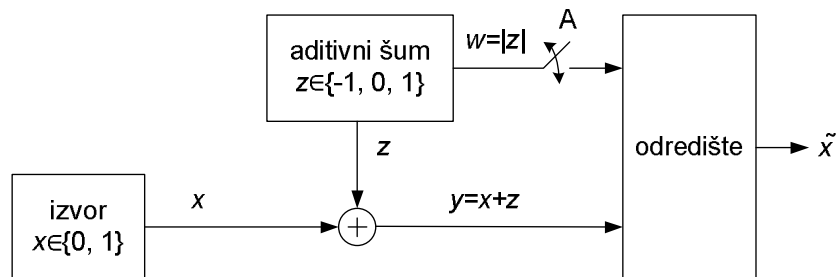 aditivni šum
z∈{-1, 0, 1}
w=|z|
A
odredište
x̃
z
izvor
x∈{0, 1}
x
+
y=x+z